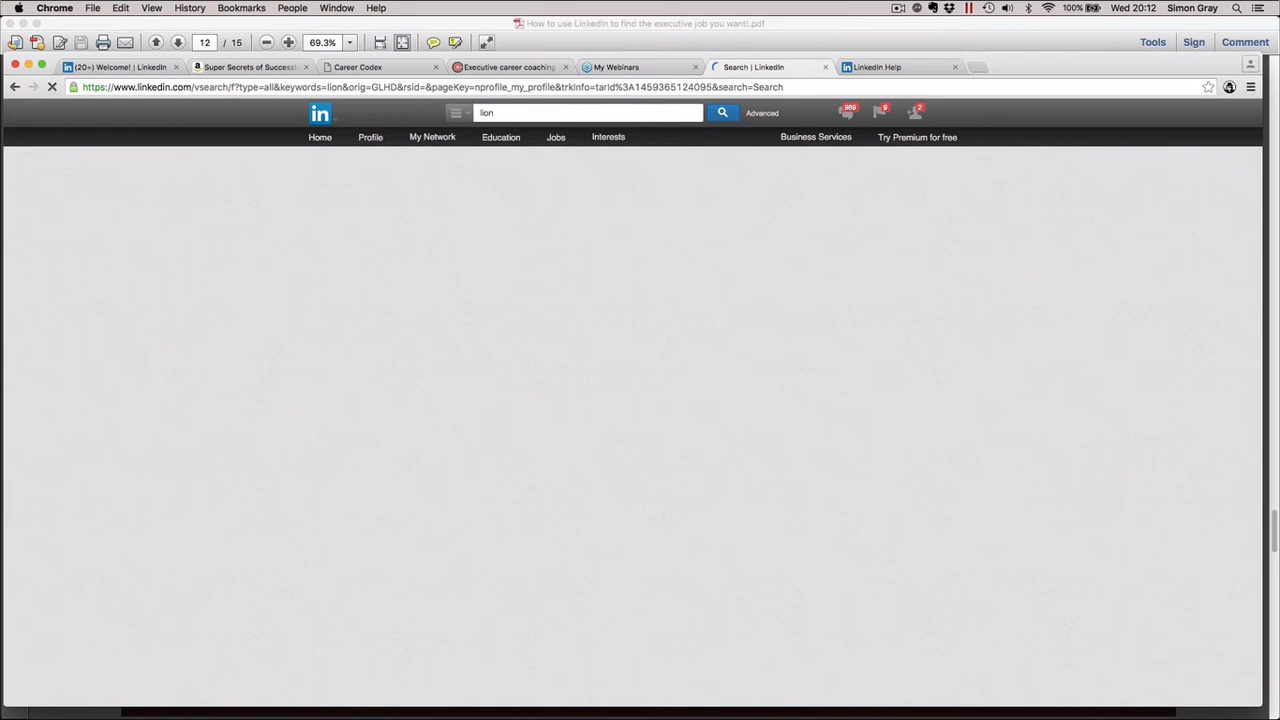 Chrome File Edit View History Bookmarks People Window Help 100% Wed 20:12 Simon Gray
How to use LinkedIn to find the executive job you want!.pdf
12 / 15 69.3% Tools Sign Comment
(20+) Welcome! | LinkedIn Super Secrets of Successf Career Codex Executive career coaching My Webinars Search | LinkedIn LinkedIn Help
https://www.linkedin.com/vsearch/f?type=all&keywords=lion&orig=GLHD&rsid=&pageKey=nprofile_my_profile&trkInfo=tarId%3A1459365124095&search=Search
in lion Advanced 989 9 2
Home Profile My Network Education Jobs Interests Business Services Try Premium for free